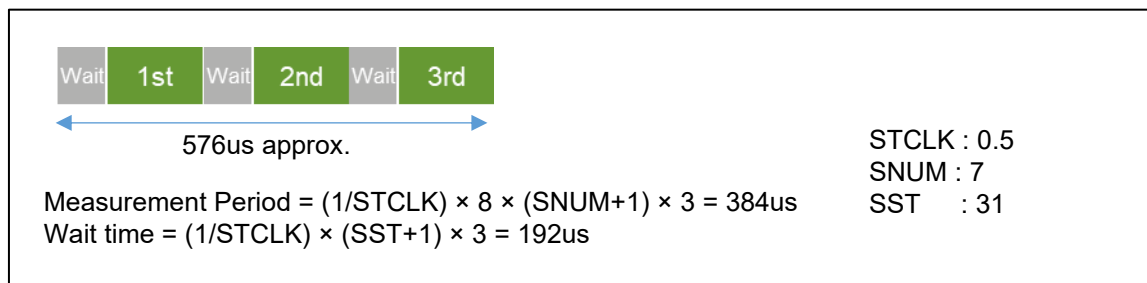 Wait 1st Wait 2nd Wait 3rd
576us approx.
STCLK : 0.5
SNUM : 7
SST : 31
Measurement Period = (1/STCLK) × 8 × (SNUM+1) × 3 = 384us
Wait time = (1/STCLK) × (SST+1) × 3 = 192us